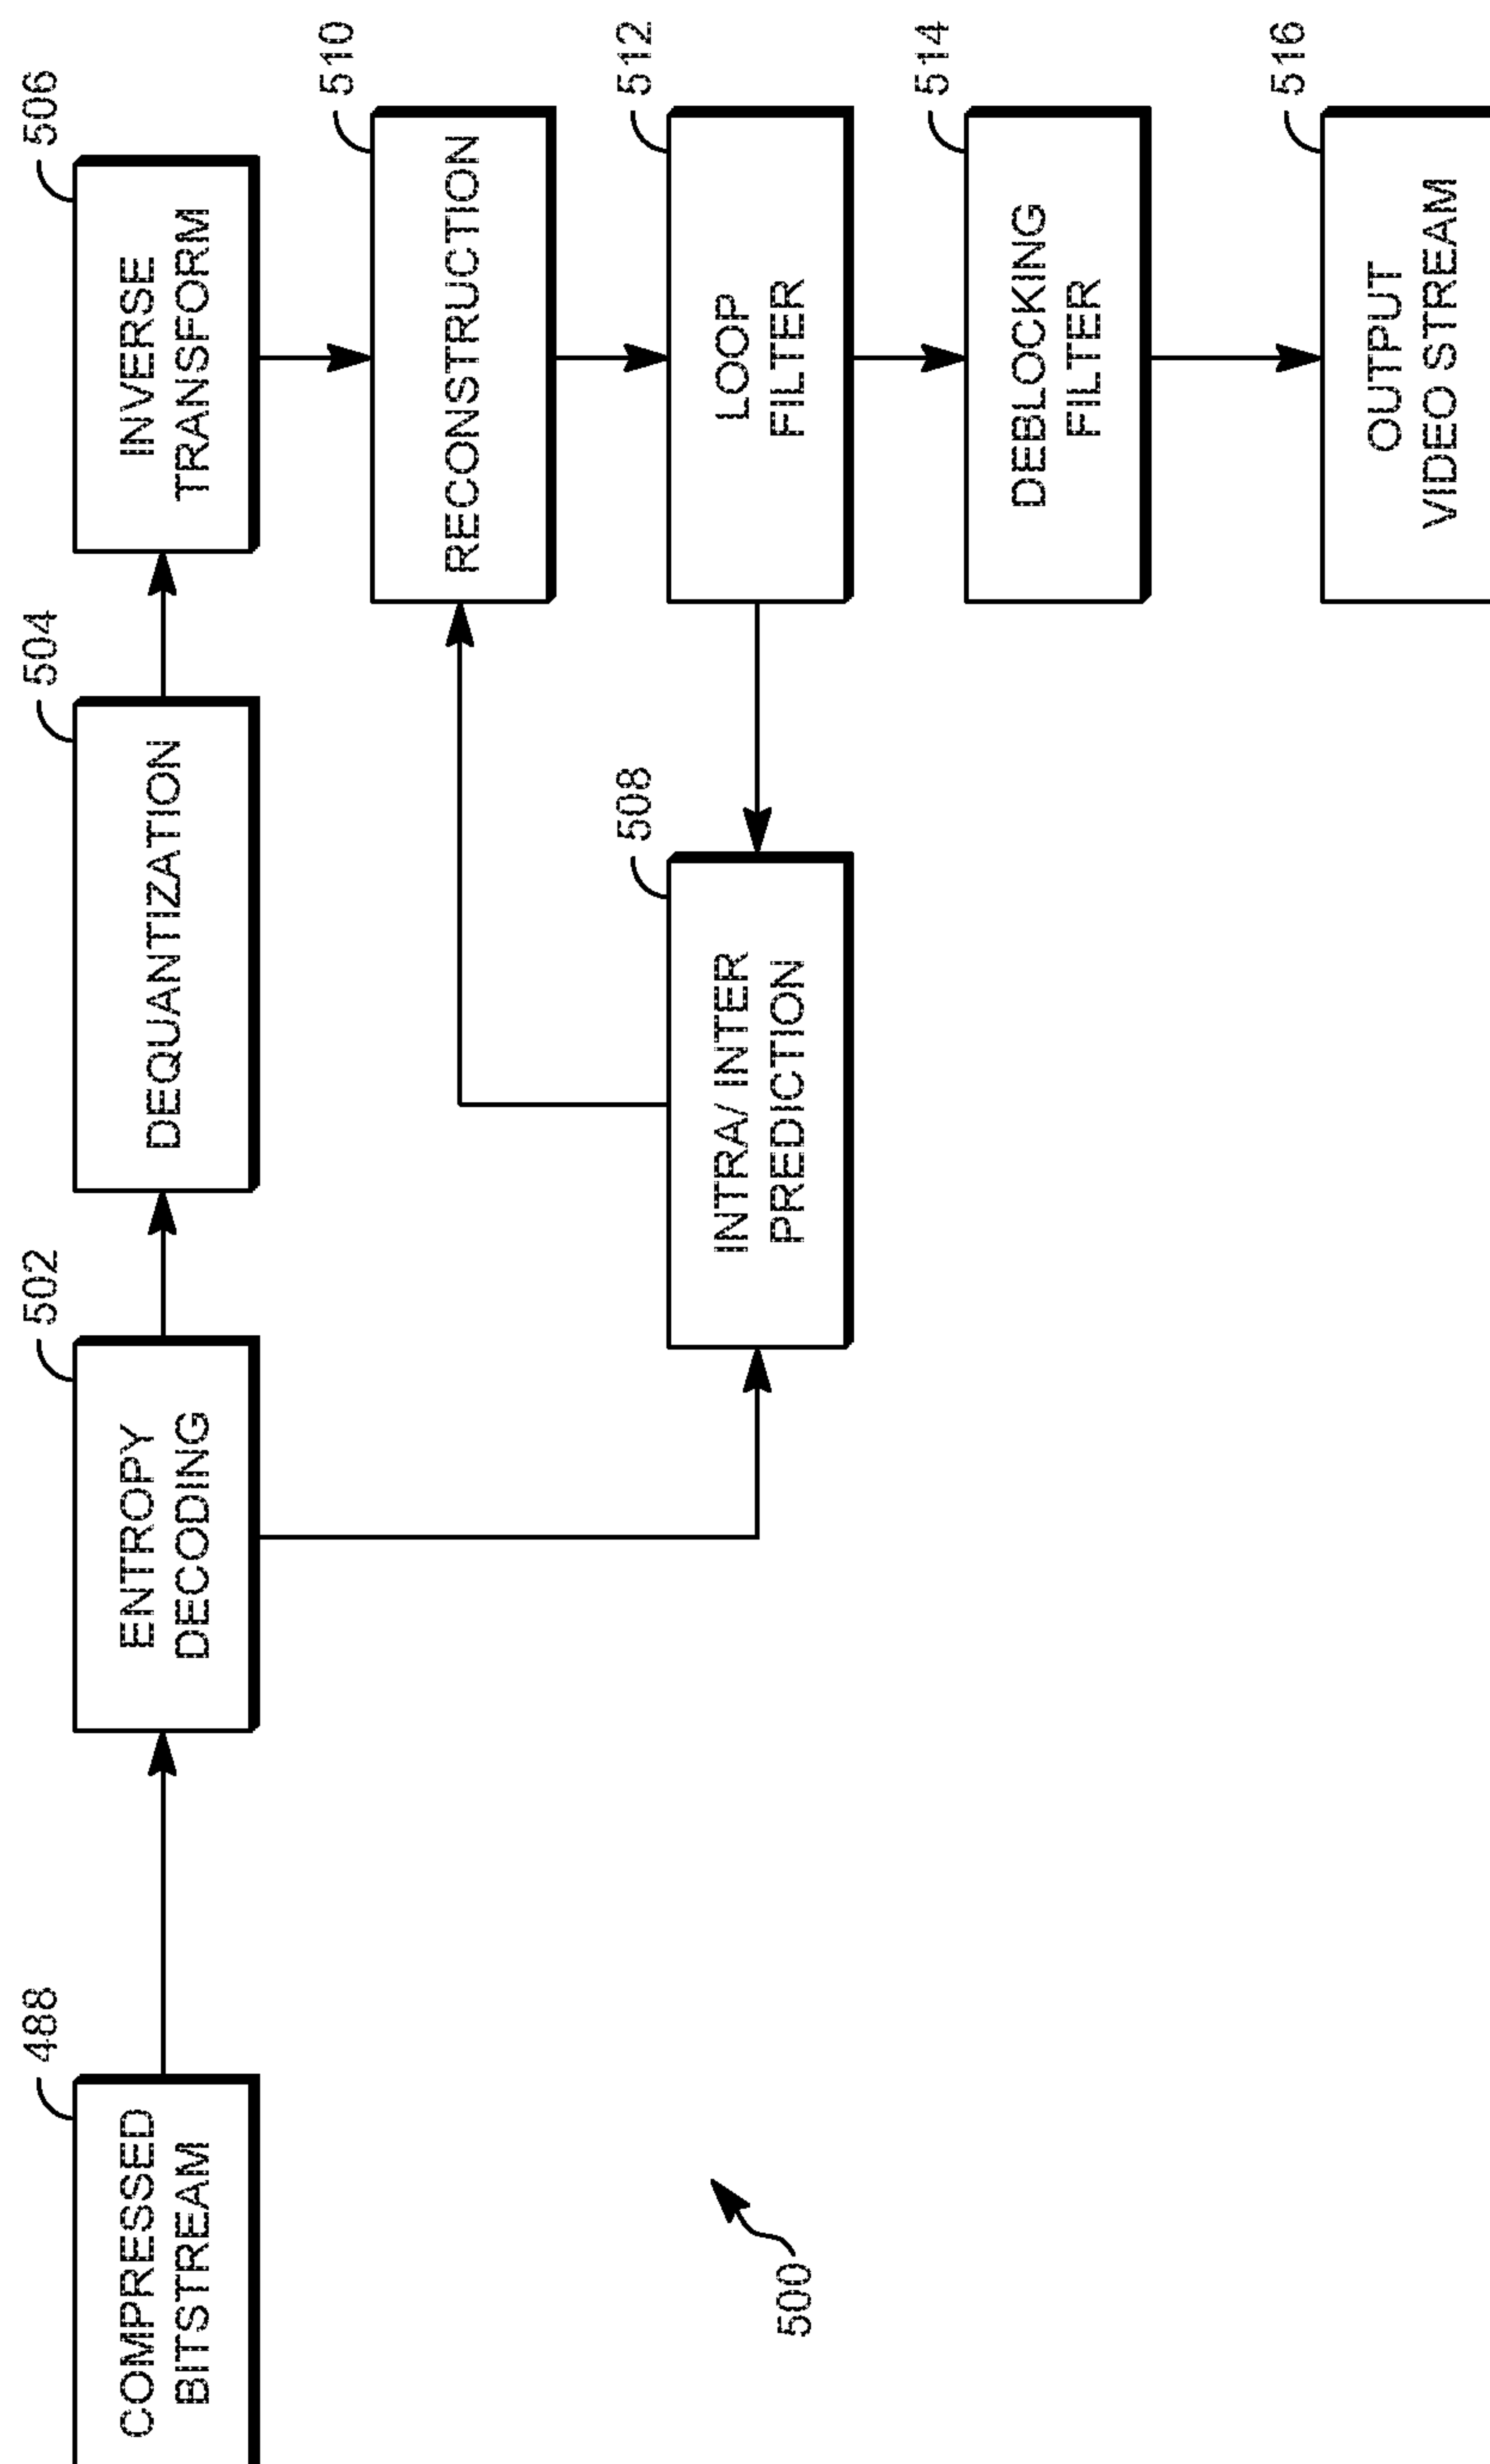 488
COMPRESSED
BITSTREAM
502
ENTROPY
DECODING
504
DEQUANTIZATION
506
INVERSE
TRANSFORM
510
RECONSTRUCTION
508
INTRA/ INTER
PREDICTION
512
LOOP
FILTER
514
DEBLOCKING
FILTER
516
OUTPUT
VIDEO STREAM
500